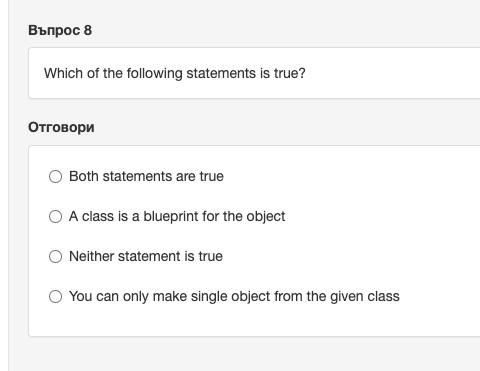 Въпрос 8
Which of the following statements is true?
Отговори
Both statements are true
A class is a blueprint for the object
Neither statement is true
You can only make single object from the given class